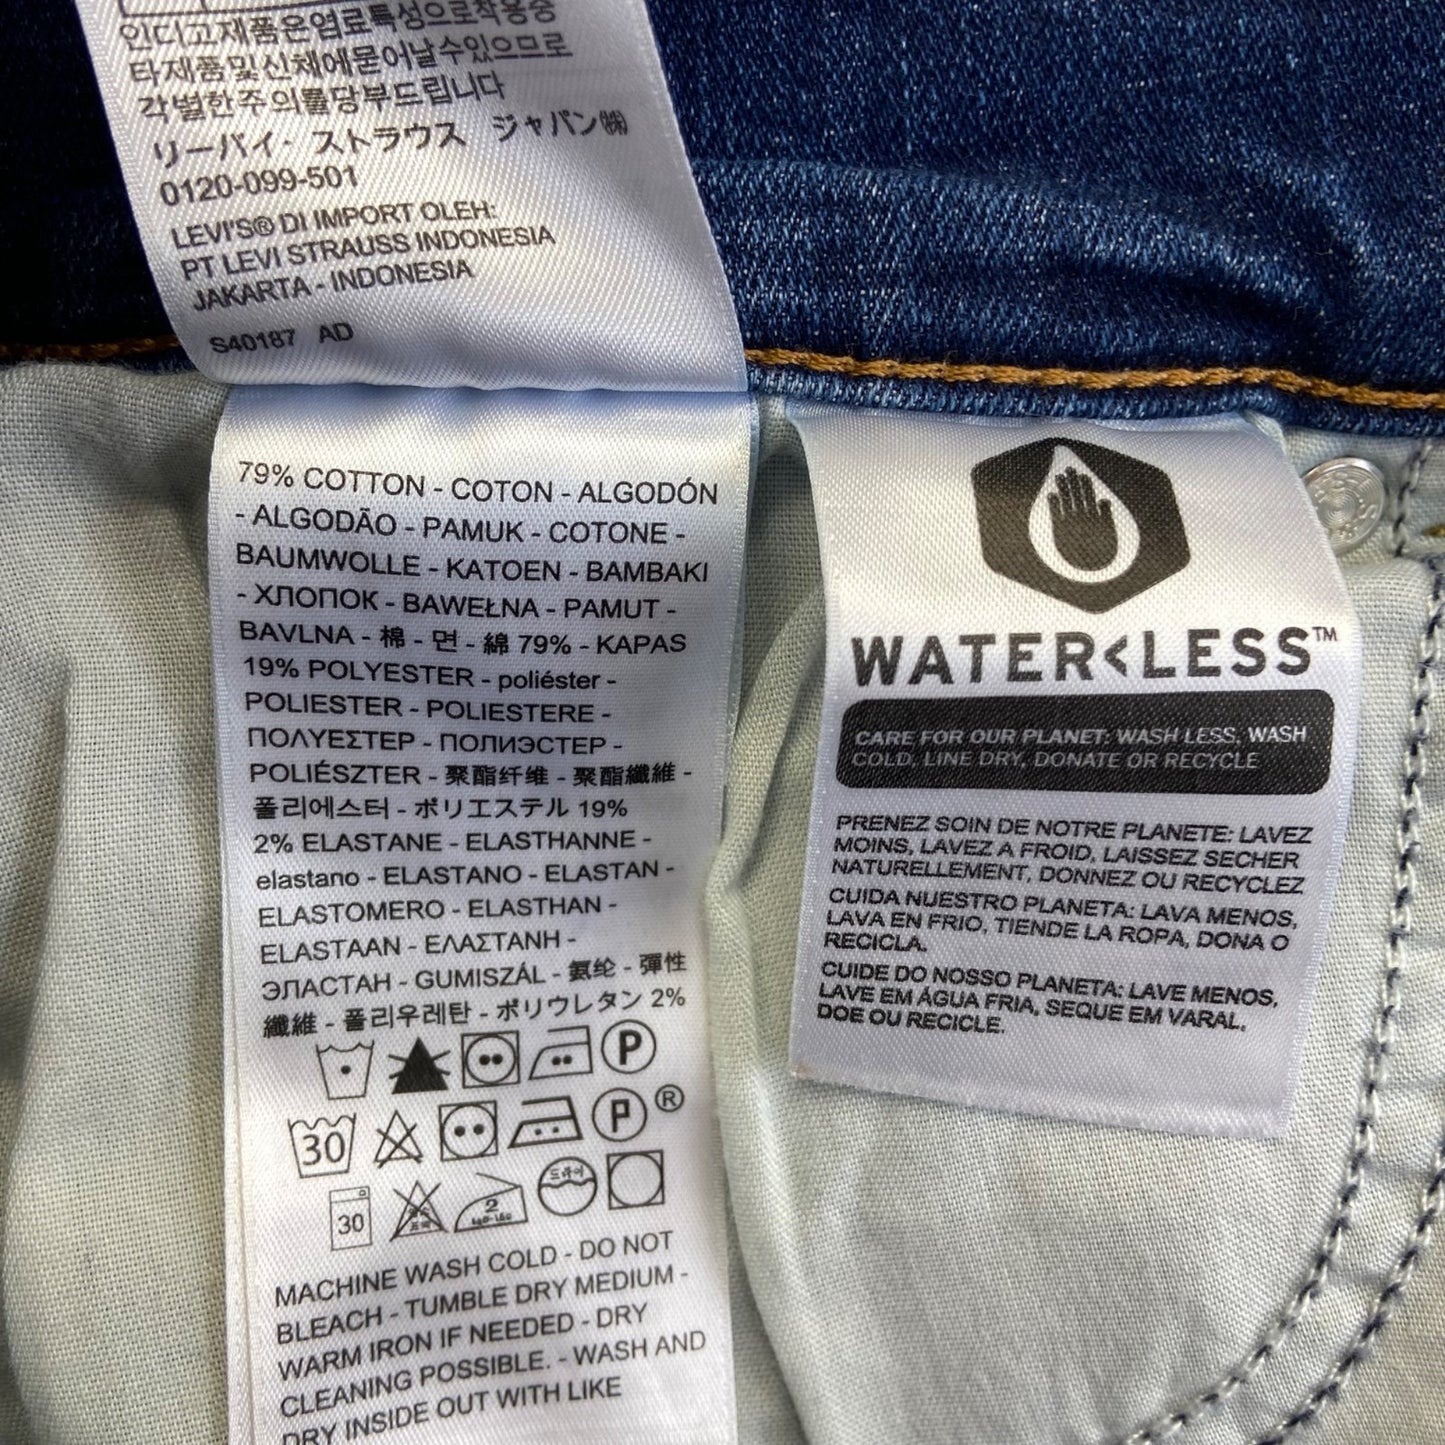 인디고제품은염료특성으로착용중
타제품및신체에묻어날수있으므로
각별한주의를당부드립니다
リーバイ・ストラウス ジャパン㈱
0120-099-501
LEVI'S® DI IMPORT OLEH:
PT LEVI STRAUSS INDONESIA
JAKARTA - INDONESIA
S40187 AD
79% COTTON - COTON - ALGODÓN
- ALGODÃO - PAMUK - COTONE -
BAUMWOLLE - KATOEN - BAMBAKI
- ХЛОПОК - BAWEŁNA - PAMUT -
BAVLNA - 棉 - 면 - 綿 79% - KAPAS
19% POLYESTER - poliéster -
POLIESTER - POLIESTERE -
ΠΟΛΥΕΣΤΕΡ - ПОЛИЭСТЕР -
POLIÉSZTER - 聚酯纤维 - 聚酯纖維 -
폴리에스터 - ポリエステル 19%
2% ELASTANE - ELASTHANNE -
elastano - ELASTANO - ELASTAN -
ELASTOMERO - ELASTHAN -
ELASTAAN - ΕΛΑΣΤΑΝΗ -
ЭЛАСТАН - GUMISZÁL - 氨纶 - 彈性
纖維 - 폴리우레탄 - ポリウレタン 2%
P
30 P ®
30 2 드라이
MACHINE WASH COLD - DO NOT
BLEACH - TUMBLE DRY MEDIUM -
WARM IRON IF NEEDED - DRY
CLEANING POSSIBLE. - WASH AND
DRY INSIDE OUT WITH LIKE
WATER<LESS™
CARE FOR OUR PLANET: WASH LESS, WASH
COLD, LINE DRY, DONATE OR RECYCLE
PRENEZ SOIN DE NOTRE PLANETE: LAVEZ
MOINS, LAVEZ A FROID, LAISSEZ SECHER
NATURELLEMENT, DONNEZ OU RECYCLEZ
CUIDA NUESTRO PLANETA: LAVA MENOS,
LAVA EN FRIO, TIENDE LA ROPA, DONA O
RECICLA.
CUIDE DO NOSSO PLANETA: LAVE MENOS,
LAVE EM ÁGUA FRIA, SEQUE EM VARAL,
DOE OU RECICLE.